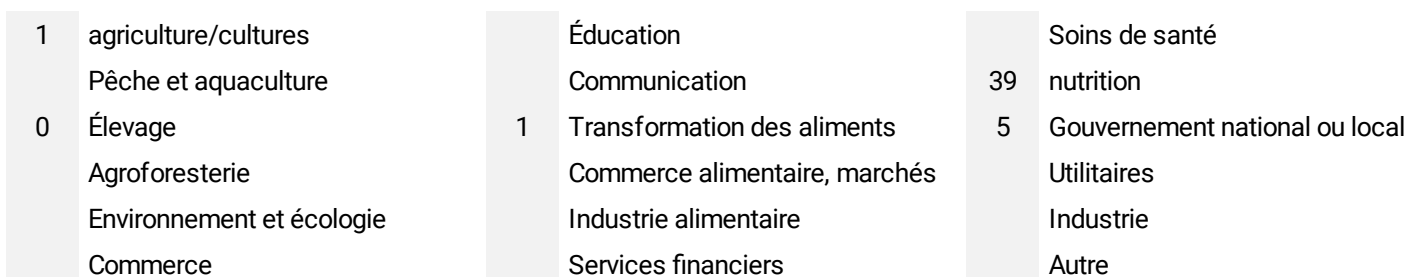 1 agriculture/cultures
Pêche et aquaculture
0 Élevage
Agroforesterie
Environnement et écologie
Commerce
Éducation
Communication
1 Transformation des aliments
Commerce alimentaire, marchés
Industrie alimentaire
Services financiers
Soins de santé
39 nutrition
5 Gouvernement national ou local
Utilitaires
Industrie
Autre